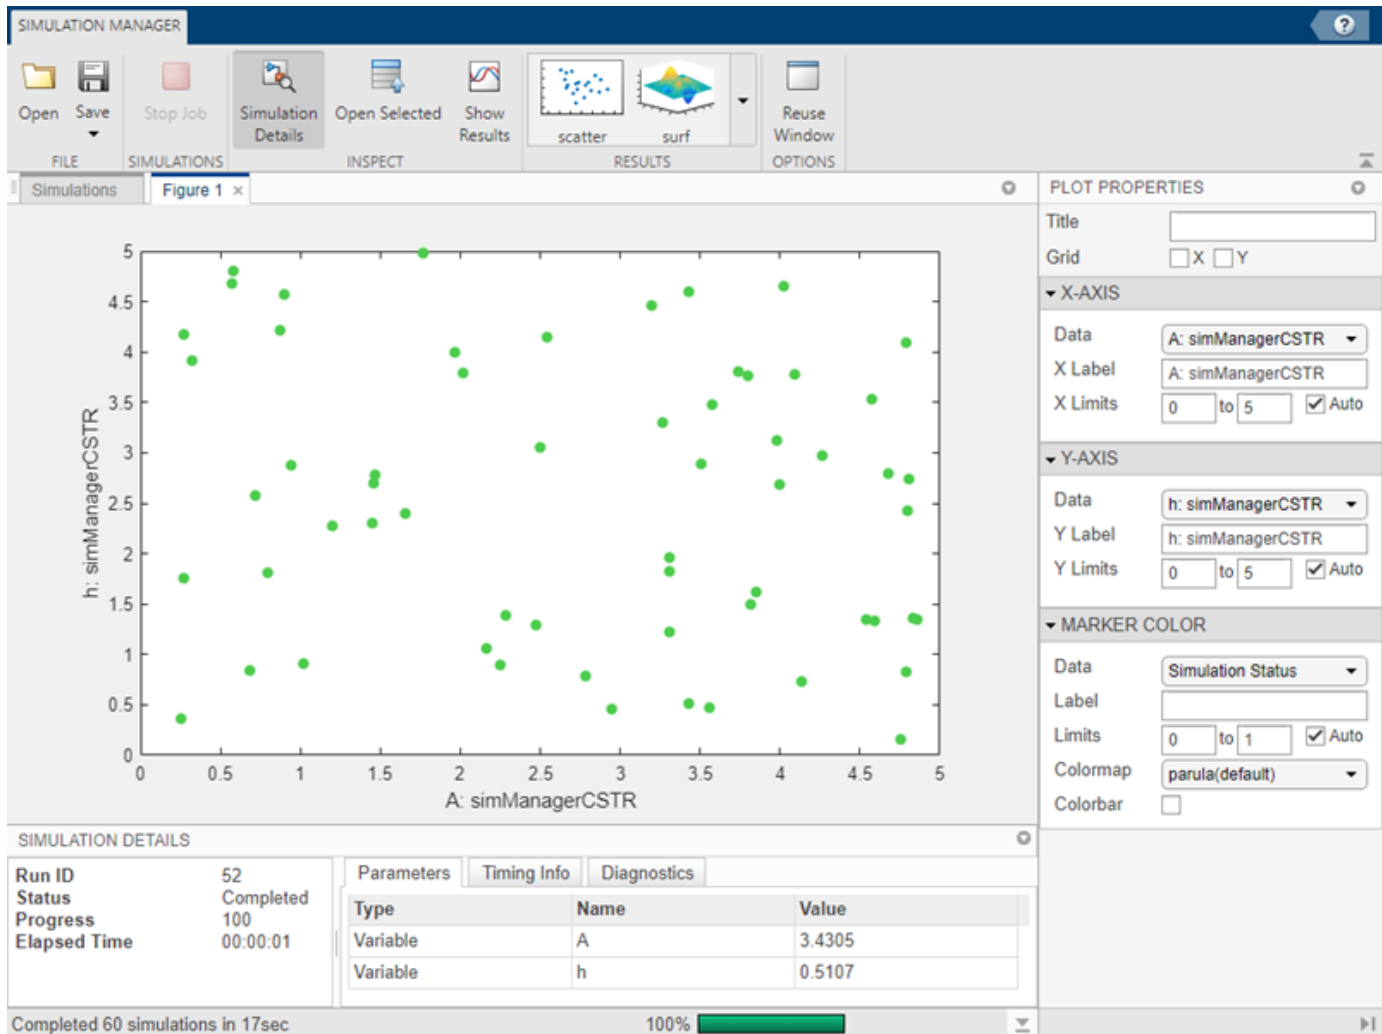 SIMULATION MANAGER
?
Open Save Stop Job Simulation Details Open Selected Show Results scatter surf Reuse Window
FILE SIMULATIONS INSPECT RESULTS OPTIONS
Simulations Figure 1 ×
5
4.5
4
3.5
3
2.5
2
1.5
1
0.5
0
h: simManagerCSTR
0 0.5 1 1.5 2 2.5 3 3.5 4 4.5 5
A: simManagerCSTR
PLOT PROPERTIES
Title
Grid X Y
X-AXIS
Data A: simManagerCSTR
X Label A: simManagerCSTR
X Limits 0 to 5 Auto
Y-AXIS
Data h: simManagerCSTR
Y Label h: simManagerCSTR
Y Limits 0 to 5 Auto
MARKER COLOR
Data Simulation Status
Label
Limits 0 to 1 Auto
Colormap parula(default)
Colorbar
SIMULATION DETAILS
Run ID 52
Status Completed
Progress 100
Elapsed Time 00:00:01
Parameters Timing Info Diagnostics
Type Name Value
Variable A 3.4305
Variable h 0.5107
Completed 60 simulations in 17sec 100%